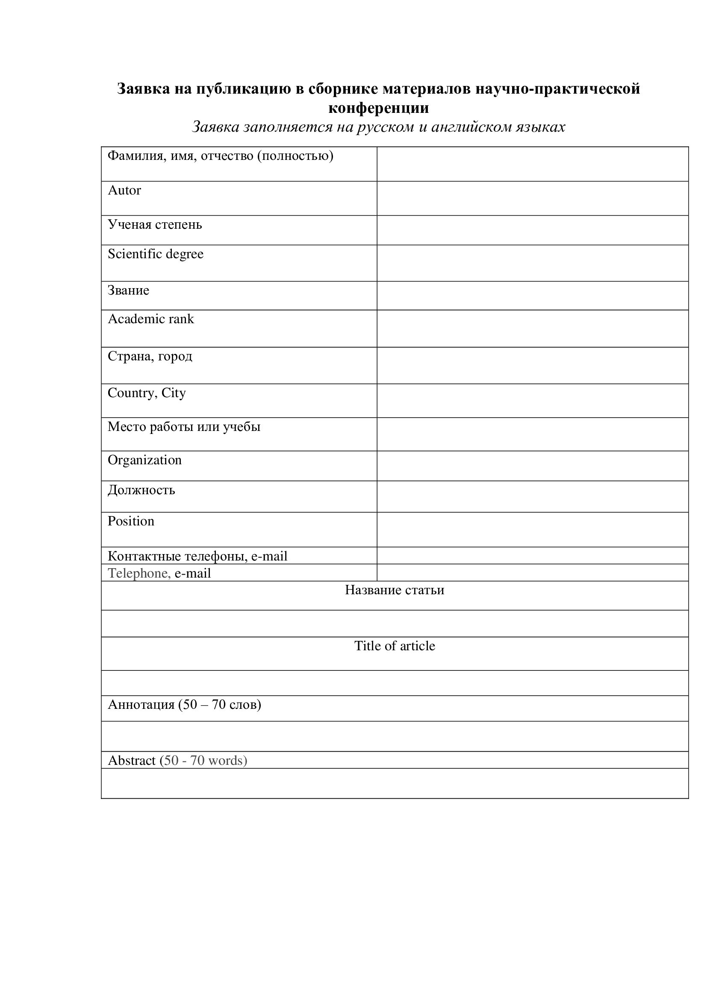 Заявка на публикацию в сборнике материалов научно-практической
конференции
Заявка заполняется на русском и английском языках
Фамилия, имя, отчество (полностью)
Autor
Ученая степень
Scientific degree
Звание
Academic rank
Страна, город
Country, City
Место работы или учебы
Organization
Должность
Position
Контактные телефоны, e-mail
Telephone, e-mail
Название статьи
Title of article
Аннотация (50 – 70 слов)
Abstract (50 - 70 words)